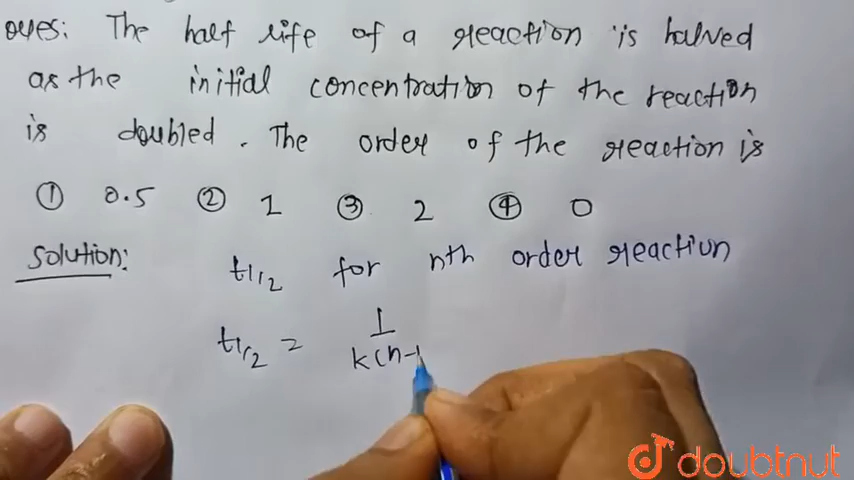 Oyes: The half life of a reaction is halved
as the initial concentration of the reaction
is doubled. The order of the reaction is
① 0.5 ② 1 ③ 2 ④ 0
Solution: t1/2 for nth order reaction
t1/2 = 1
k(n-1
doubtnut